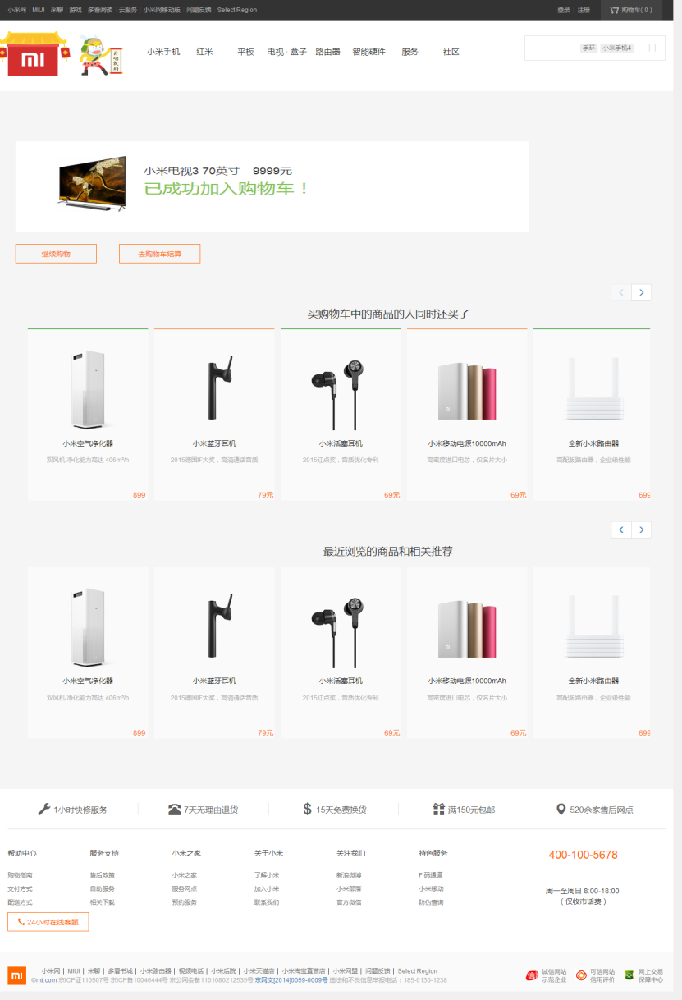 小米网 MIUI 米聊 游戏 多看阅读 云服务 小米网移动版 问题反馈 Select Region 登录 注册 购物车( 0 )
小米手机 红米 平板 电视 · 盒子 路由器 智能硬件 服务 社区
手环 小米手机4
小米电视3 70英寸 9999元
已成功加入购物车！
继续购物 去购物车结算
买购物车中的商品的人同时还买了
小米空气净化器 小米蓝牙耳机 小米活塞耳机 小米移动电源10000mAh 全新小米路由器
双风机 净化能力高达 406m³/h 2015德国IF大奖，高清通话音质 2015红点奖，音质优化专利 高密度进口电芯，仅名片大小 高配版路由器，企业级性能
899 79元 69元 69元 699
最近浏览的商品和相关推荐
小米空气净化器 小米蓝牙耳机 小米活塞耳机 小米移动电源10000mAh 全新小米路由器
双风机 净化能力高达 406m³/h 2015德国IF大奖，高清通话音质 2015红点奖，音质优化专利 高密度进口电芯，仅名片大小 高配版路由器，企业级性能
899 79元 69元 69元 699
1小时快修服务 7天无理由退货 15天免费换货 满150元包邮 520余家售后网点
帮助中心 服务支持 小米之家 关于小米 关注我们 特色服务 400-100-5678
购物指南 售后政策 小米之家 了解小米 新浪微博 F 码通道
支付方式 自助服务 服务网点 加入小米 小米部落 小米移动 周一至周日 8:00-18:00
配送方式 相关下载 预约服务 联系我们 官方微信 防伪查询 （仅收市话费）
24小时在线客服
小米网 | MIUI | 米聊 | 多看书城 | 小米路由器 | 视频电话 | 小米后院 | 小米天猫店 | 小米淘宝直营店 | 小米网盟 | 问题反馈 | Select Region
©mi.com 京ICP证110507号 京ICP备10046444号 京公网安备1101080212535号 京网文[2014]0059-0009号 违法和不良信息举报电话：185-0130-1238
诚信网站 可信网站 网上交易
示范企业 信用评价 保障中心